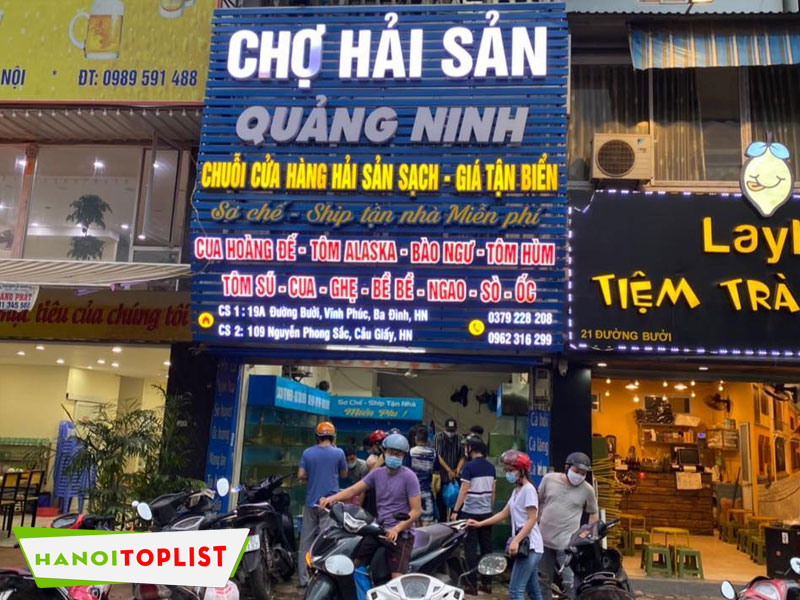 NỘI
ĐT: 0989 591 488
CHỢ HẢI SẢN
QUẢNG NINH
CHUỖI CỬA HÀNG HẢI SẢN SẠCH - GIÁ TẬN BIỂN
Sơ chế - Ship tận nhà Miễn phí
CUA HOÀNG ĐẾ - TÔM ALASKA - BÀO NGƯ - TÔM HÙM
TÔM SÚ - CUA - GHẸ - BỀ BỀ - NGAO - SÒ - ỐC
CS 1 : 19A Đường Bưởi, Vĩnh Phúc, Ba Đình, HN
0379 228 208
CS 2: 109 Nguyễn Phong Sắc, Cầu Giấy, HN
0962 316 299
tiêu của chúng tôi
TIỆM TRÀ
21 ĐƯỜNG BƯỞI
Sơ Chế - Ship Tận Nhà
Miễn Phí !
HANOITOPLIST